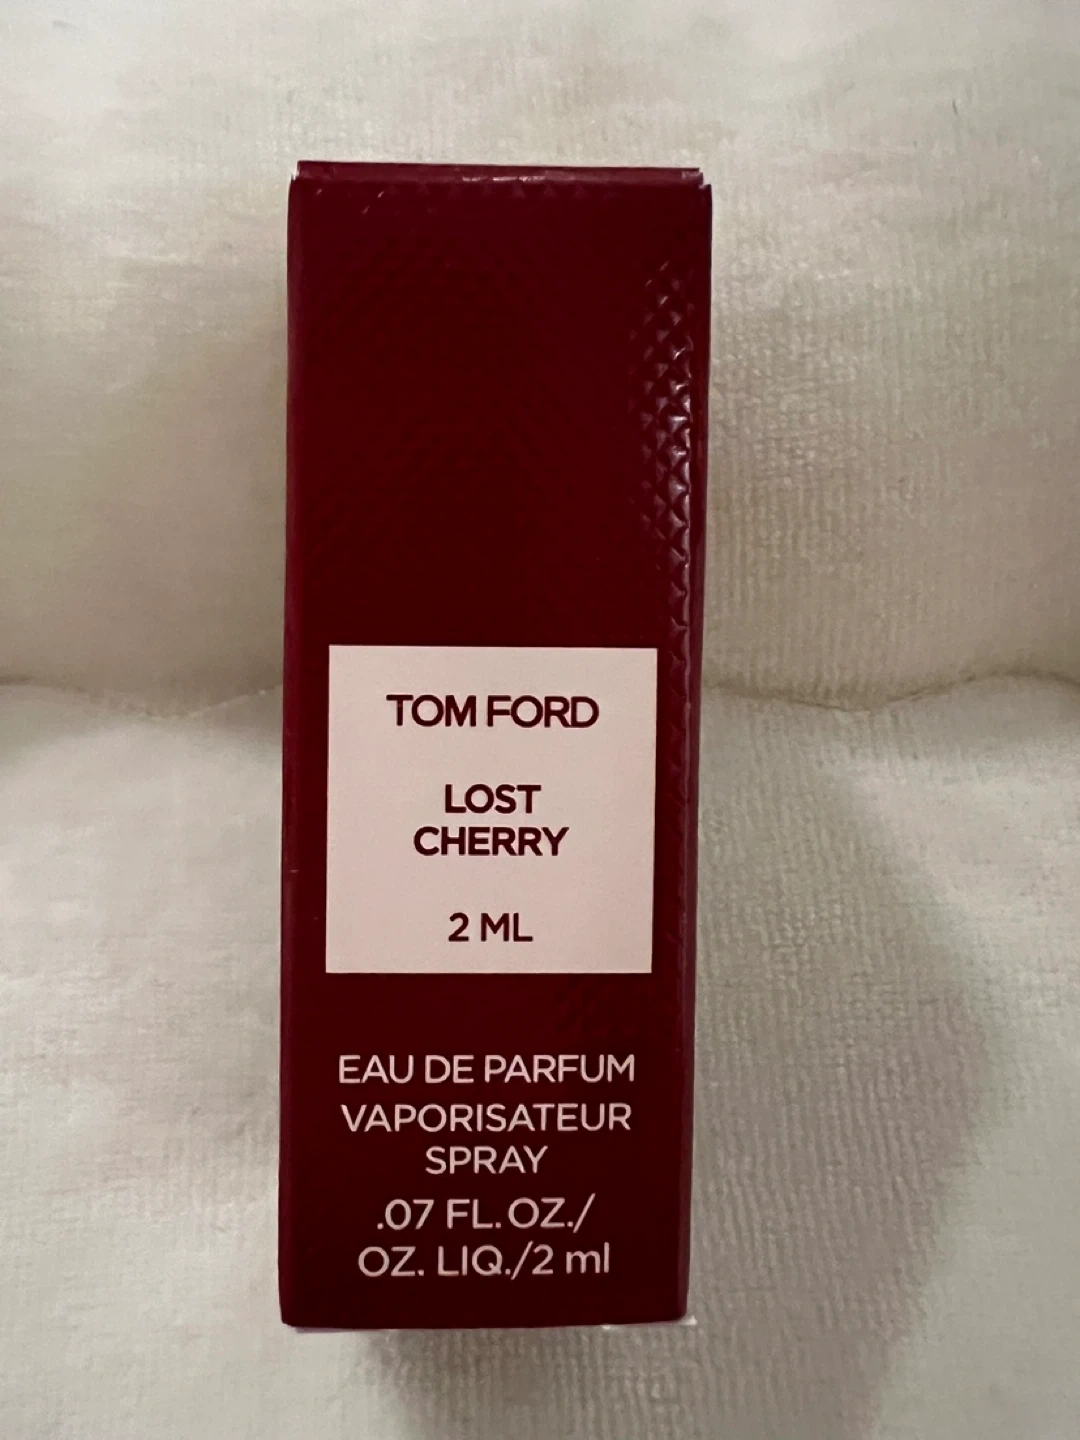 TOM FORD
LOST
CHERRY
2 ML
EAU DE PARFUM
VAPORISATEUR
SPRAY
.07 FL. OZ./
OZ. LIQ./2 ml